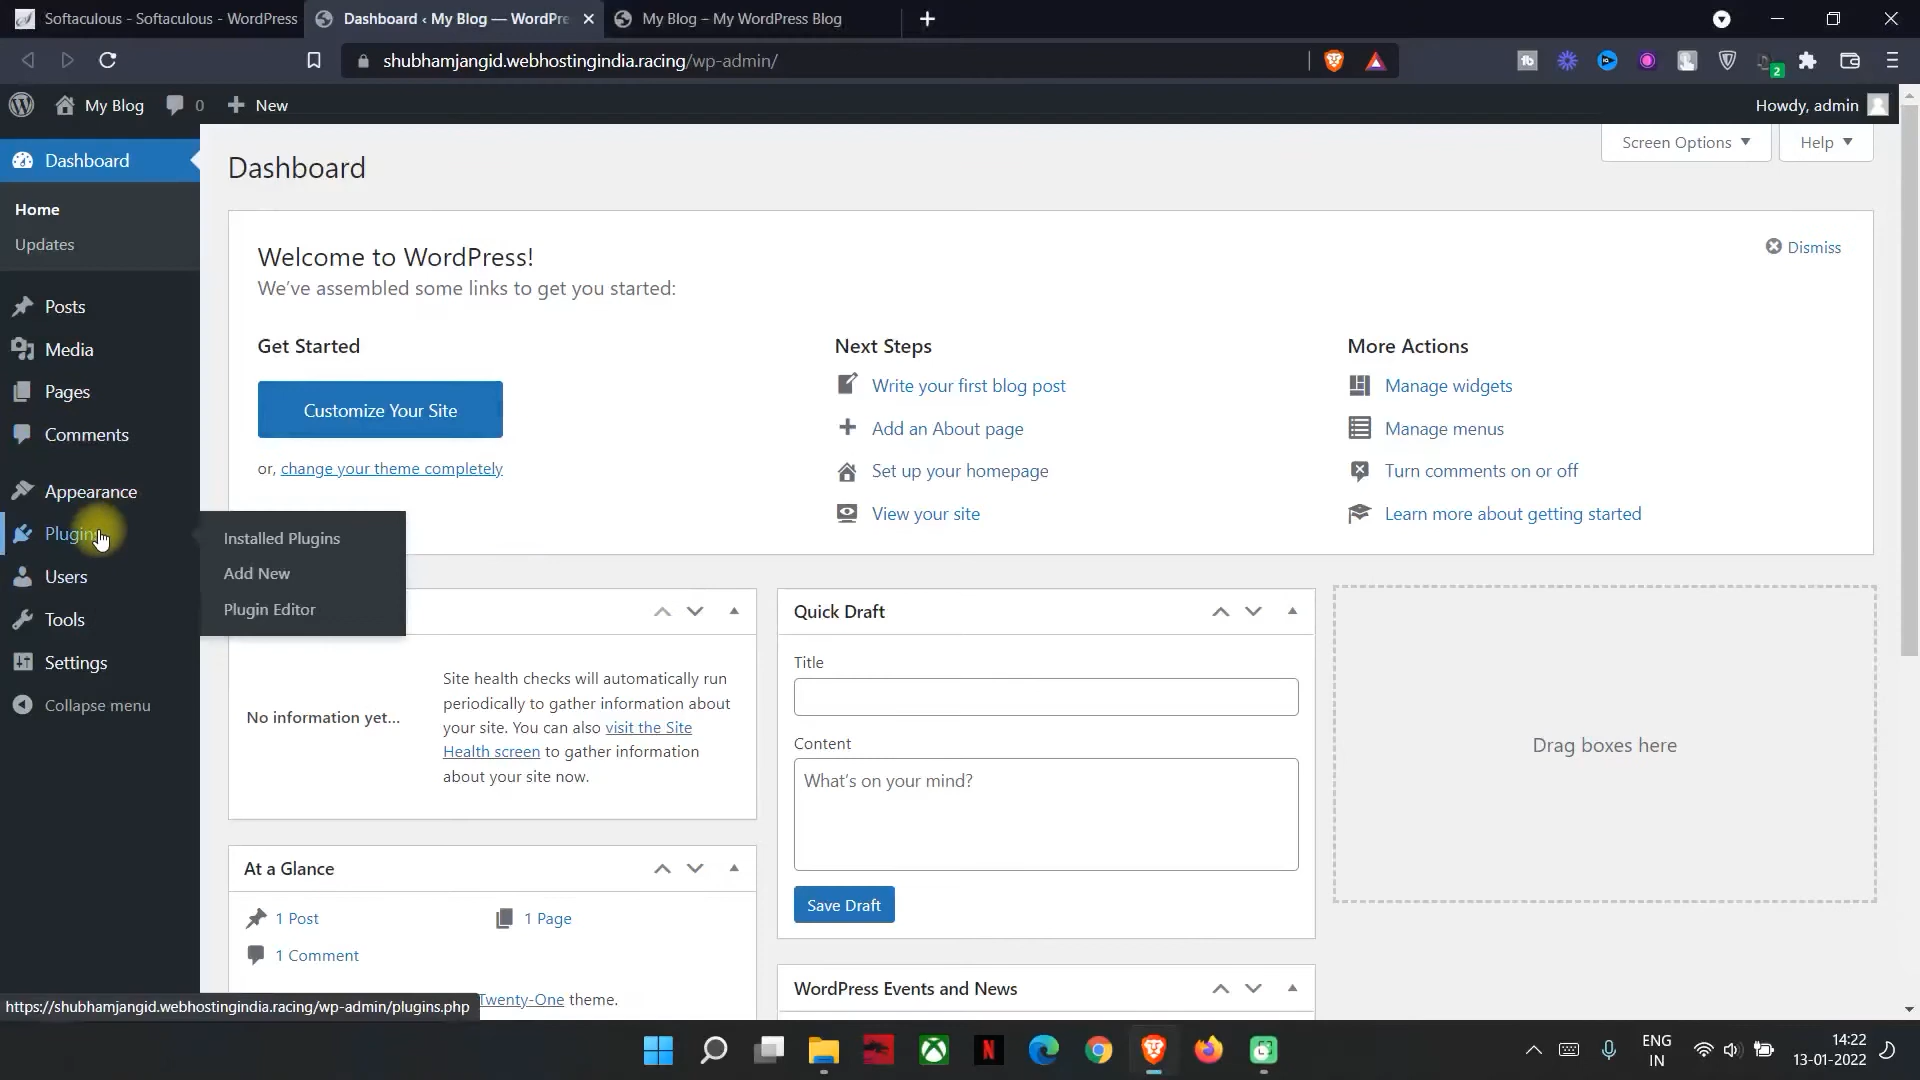 Softaculous - Softaculous - WordPress
Dashboard ‹ My Blog — WordPre
My Blog – My WordPress Blog
shubhamjangid.webhostingindia.racing/wp-admin/
2
My Blog
0
New
Howdy, admin
Dashboard
Home
Updates
Posts
Media
Pages
Comments
Appearance
Plugins
Users
Tools
Settings
Collapse menu
Installed Plugins
Add New
Plugin Editor
Dashboard
Screen Options
Help
Welcome to WordPress!
Dismiss
We've assembled some links to get you started:
Get Started
Customize Your Site
or, change your theme completely
Next Steps
Write your first blog post
Add an About page
Set up your homepage
View your site
More Actions
Manage widgets
Manage menus
Turn comments on or off
Learn more about getting started
No information yet...
Site health checks will automatically run
periodically to gather information about
your site. You can also visit the Site
Health screen to gather information
about your site now.
Quick Draft
Title
Content
What's on your mind?
Save Draft
Drag boxes here
At a Glance
1 Post
1 Page
1 Comment
Twenty-One theme.
WordPress Events and News
https://shubhamjangid.webhostingindia.racing/wp-admin/plugins.php
ENG
IN
14:22
13-01-2022